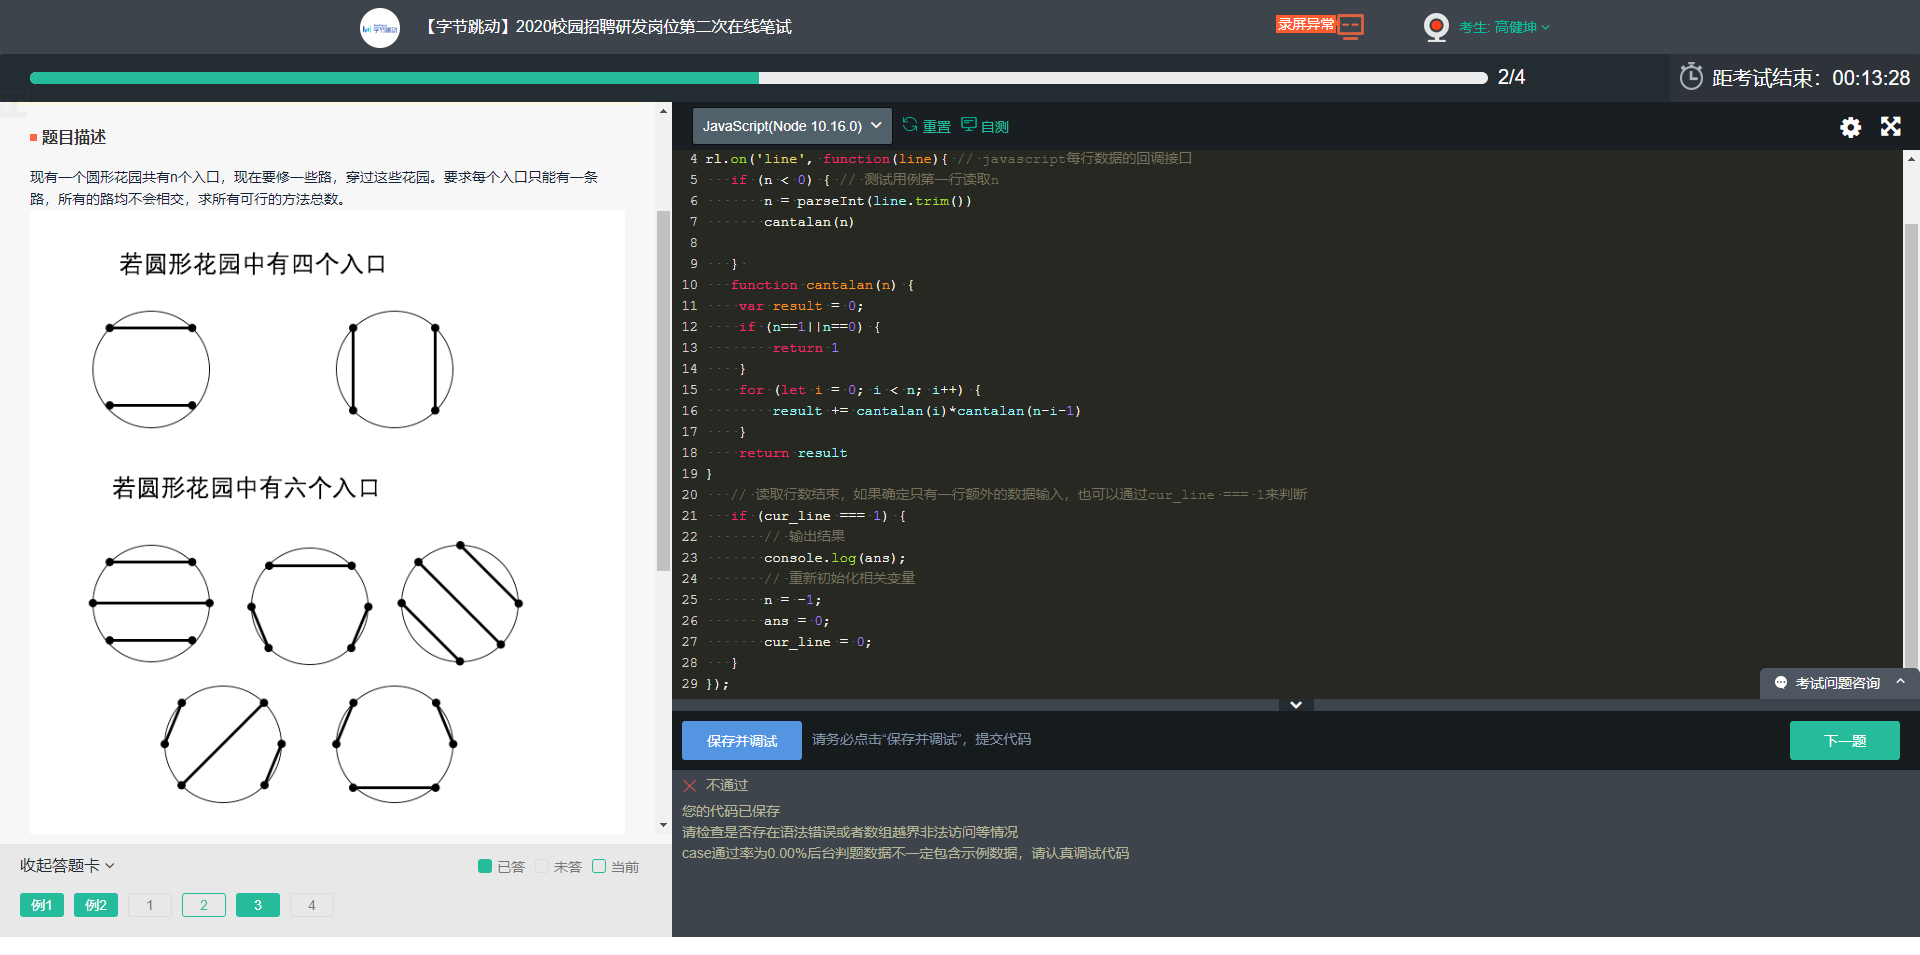 【字节跳动】2020校园招聘研发岗位第二次在线笔试
录屏异常
考生: 高健坤
2/4
距考试结束：00:13:28
题目描述
现有一个圆形花园共有n个入口，现在要修一些路，穿过这些花园。要求每个入口只能有一条
路，所有的路均不会相交，求所有可行的方法总数。
若圆形花园中有四个入口
若圆形花园中有六个入口
收起答题卡
已答 未答 当前
例1 例2 1 2 3 4
JavaScript(Node 10.16.0) 重置 自测
4 rl.on('line', function(line){ // javascript每行数据的回调接口
5 if (n < 0) { // 测试用例第一行读取n
6 n = parseInt(line.trim())
7 cantalan(n)
8
9 }
10 function cantalan(n) {
11 var result = 0;
12 if (n==1||n==0) {
13 return 1
14 }
15 for (let i = 0; i < n; i++) {
16 result += cantalan(i)*cantalan(n-i-1)
17 }
18 return result
19 }
20 // 读取行数结束，如果确定只有一行额外的数据输入，也可以通过cur_line === 1来判断
21 if (cur_line === 1) {
22 // 输出结果
23 console.log(ans);
24 // 重新初始化相关变量
25 n = -1;
26 ans = 0;
27 cur_line = 0;
28 }
29 });
考试问题咨询
保存并调试 请务必点击“保存并调试”，提交代码
下一题
不通过
您的代码已保存
请检查是否存在语法错误或者数组越界非法访问等情况
case通过率为0.00%后台判题数据不一定包含示例数据，请认真调试代码